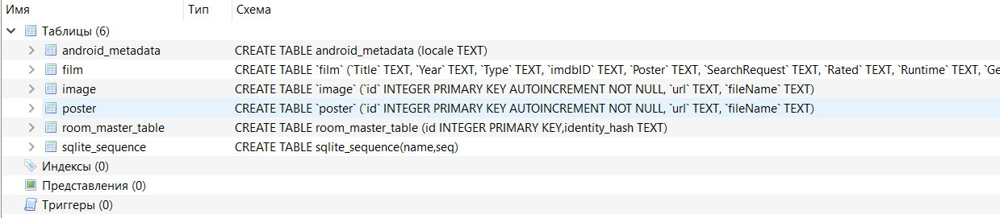 Имя Тип Схема
Таблицы (6)
android_metadata CREATE TABLE android_metadata (locale TEXT)
film CREATE TABLE `film` (`Title` TEXT, `Year` TEXT, `Type` TEXT, `imdbID` TEXT, `Poster` TEXT, `SearchRequest` TEXT, `Rated` TEXT, `Runtime` TEXT, `Ge
image CREATE TABLE `image` (`id` INTEGER PRIMARY KEY AUTOINCREMENT NOT NULL, `url` TEXT, `fileName` TEXT)
poster CREATE TABLE `poster` (`id` INTEGER PRIMARY KEY AUTOINCREMENT NOT NULL, `url` TEXT, `fileName` TEXT)
room_master_table CREATE TABLE room_master_table (id INTEGER PRIMARY KEY,identity_hash TEXT)
sqlite_sequence CREATE TABLE sqlite_sequence(name,seq)
Индексы (0)
Представления (0)
Триггеры (0)